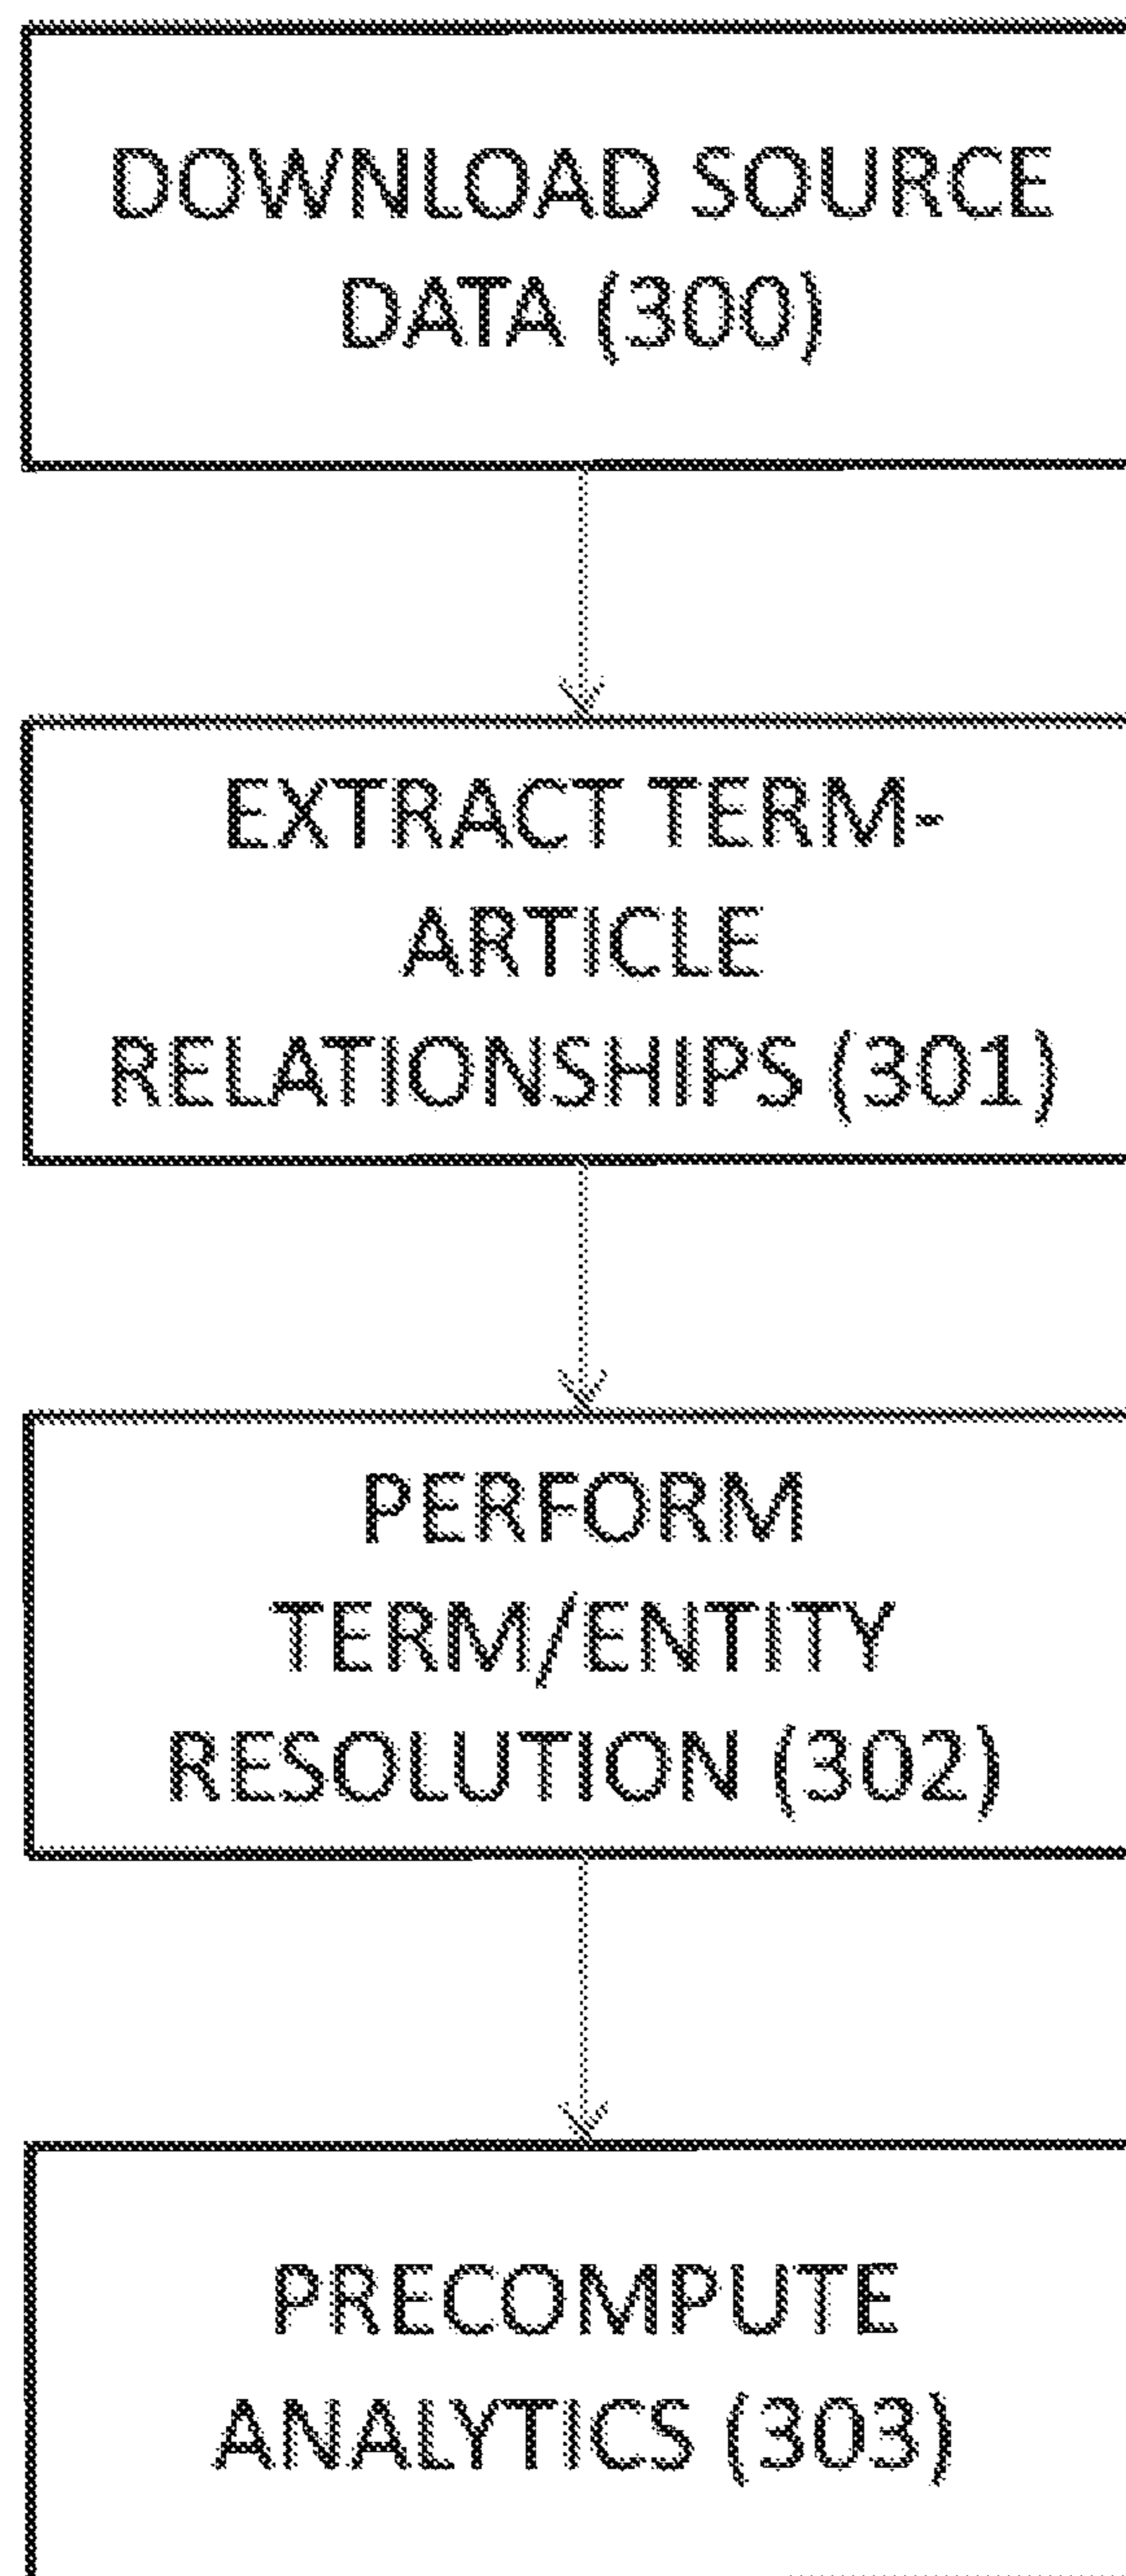 DOWNLOAD SOURCE
DATA (300)
EXTRACT TERM-
ARTICLE
RELATIONSHIPS (301)
PERFORM
TERM/ENTITY
RESOLUTION (302)
PRECOMPUTE
ANALYTICS (303)